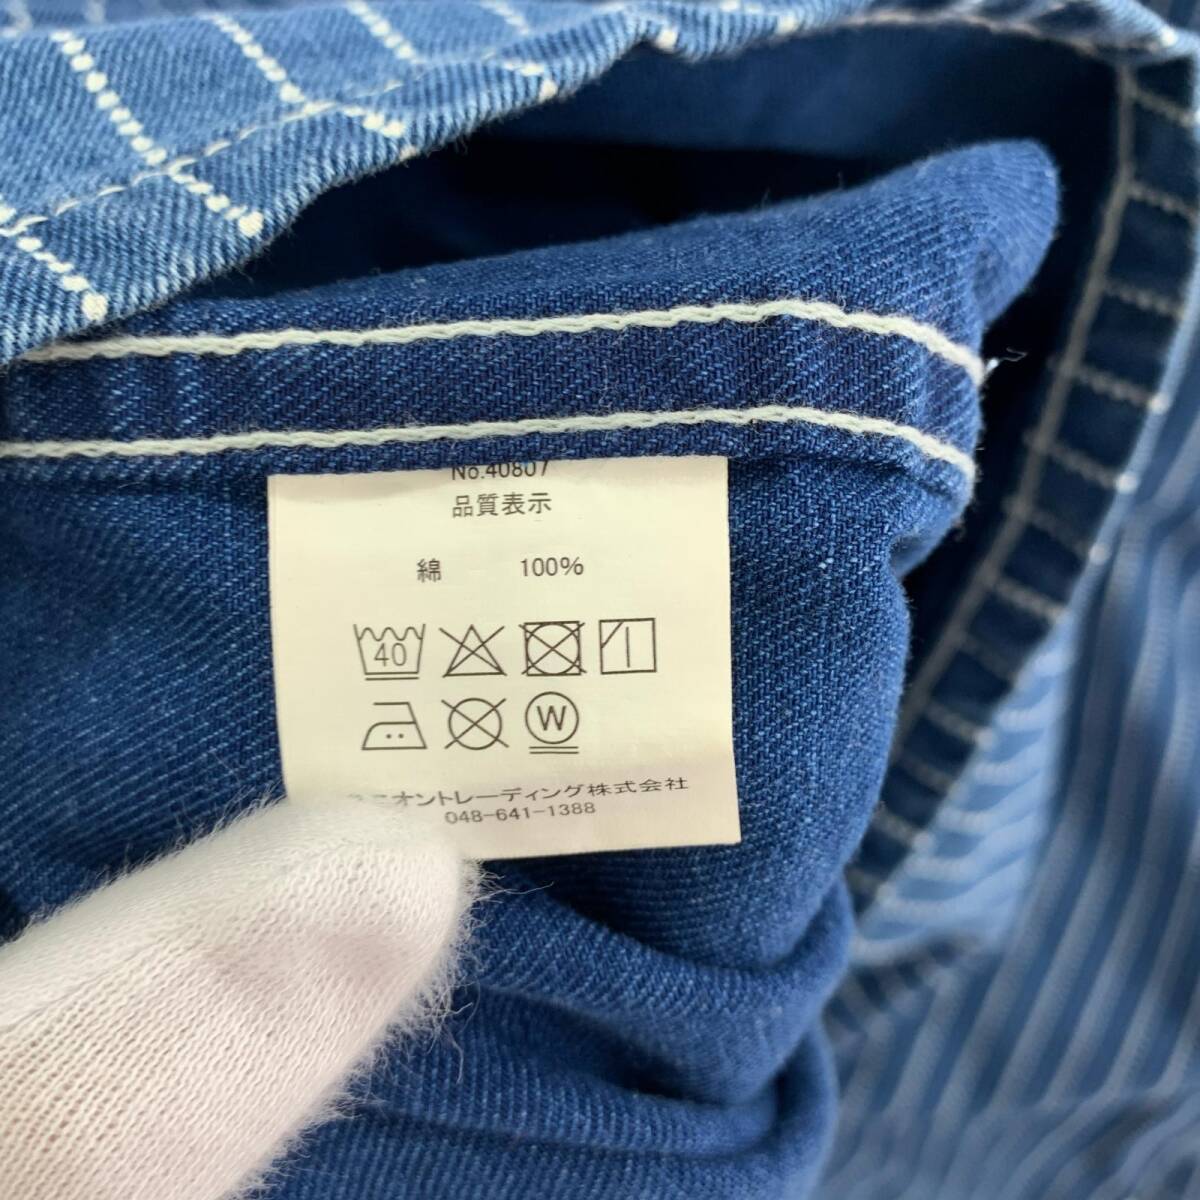 No.40807
品質表示
綿 100%
40
W
オントレーディング株式会社
048-641-1388